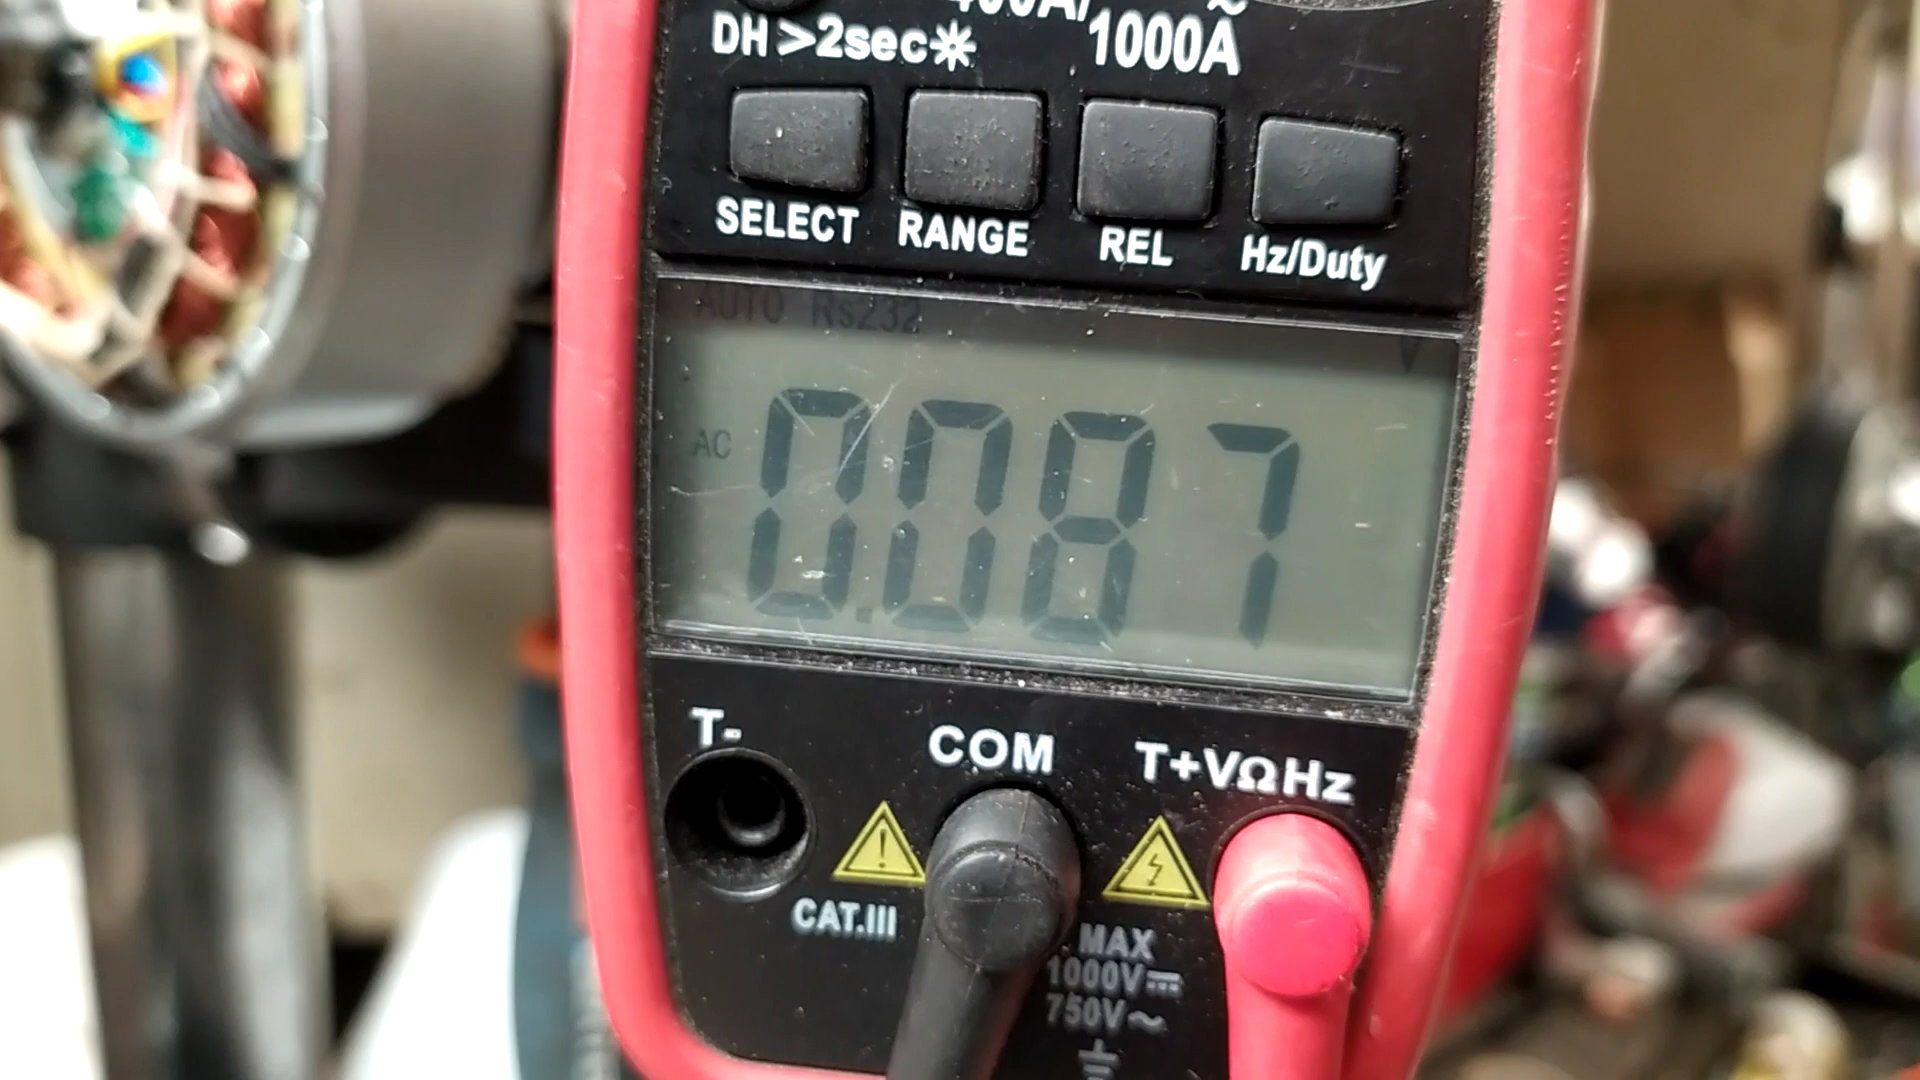 400A/
DH >2sec☼ 1000A~
SELECT RANGE REL Hz/Duty
AUTO Rs232 V
AC 0.087
T- COM T+VΩHz
CAT.III
MAX
1000V⎓
750V～